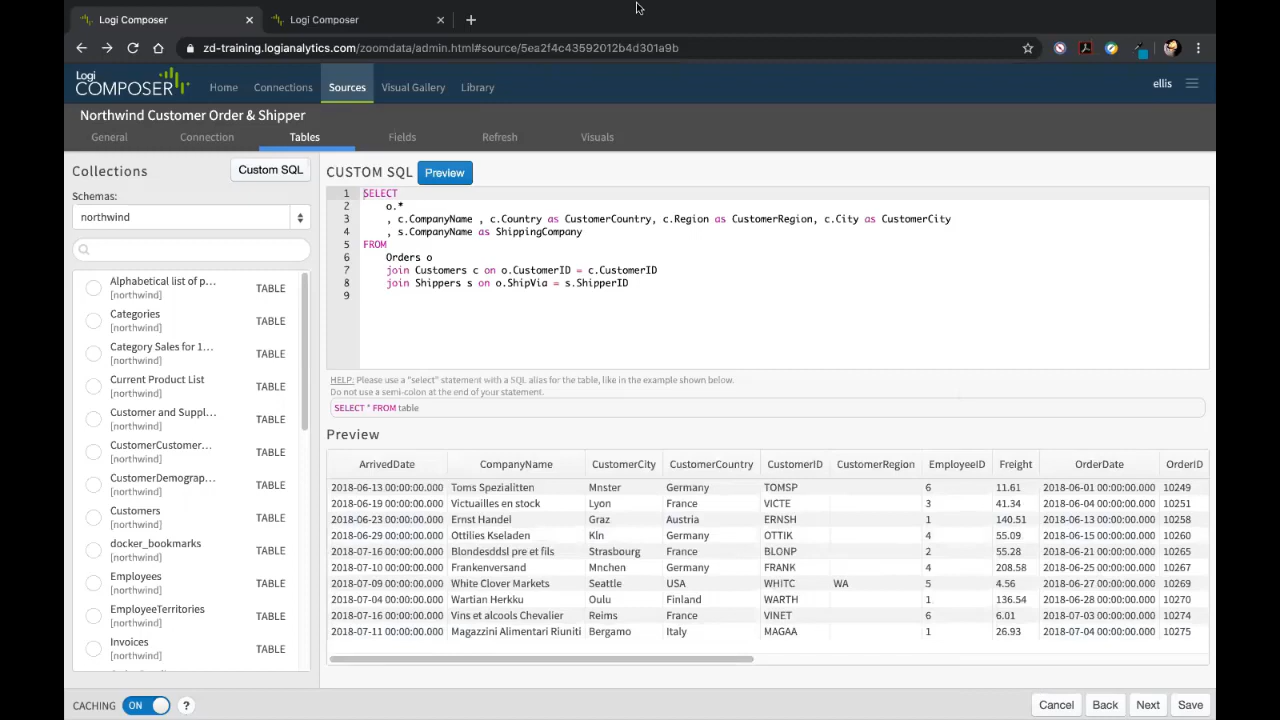 Logi Composer
Logi Composer
zd-training.logianalytics.com/zoomdata/admin.html#source/5ea2f4c43592012b4d301a9b
Logi
COMPOSER
Home
Connections
Sources
Visual Gallery
Library
ellis
Northwind Customer Order & Shipper
General
Connection
Tables
Fields
Refresh
Visuals
Collections
Custom SQL
Schemas:
northwind
Alphabetical list of p...
[northwind]
TABLE
Categories
[northwind]
TABLE
Category Sales for 1...
[northwind]
TABLE
Current Product List
[northwind]
TABLE
Customer and Suppl...
[northwind]
TABLE
CustomerCustomer...
[northwind]
TABLE
CustomerDemograp...
[northwind]
TABLE
Customers
[northwind]
TABLE
docker_bookmarks
[northwind]
TABLE
Employees
[northwind]
TABLE
EmployeeTerritories
[northwind]
TABLE
Invoices
[northwind]
TABLE
CUSTOM SQL Preview
1 SELECT
2 o.*
3 , c.CompanyName , c.Country as CustomerCountry, c.Region as CustomerRegion, c.City as CustomerCity
4 , s.CompanyName as ShippingCompany
5 FROM
6 Orders o
7 join Customers c on o.CustomerID = c.CustomerID
8 join Shippers s on o.ShipVia = s.ShipperID
9
HELP: Please use a "select" statement with a SQL alias for the table, like in the example shown below.
Do not use a semi-colon at the end of your statement.
SELECT * FROM table
Preview
ArrivedDate CompanyName CustomerCity CustomerCountry CustomerID CustomerRegion EmployeeID Freight OrderDate OrderID
2018-06-13 00:00:00.000 Toms Spezialitten Mnster Germany TOMSP 6 11.61 2018-06-01 00:00:00.000 10249
2018-06-19 00:00:00.000 Victuailles en stock Lyon France VICTE 3 41.34 2018-06-04 00:00:00.000 10251
2018-06-23 00:00:00.000 Ernst Handel Graz Austria ERNSH 1 140.51 2018-06-13 00:00:00.000 10258
2018-06-29 00:00:00.000 Ottilies Kseladen Kln Germany OTTIK 4 55.09 2018-06-15 00:00:00.000 10260
2018-07-16 00:00:00.000 Blondesddsl pre et fils Strasbourg France BLONP 2 55.28 2018-06-21 00:00:00.000 10265
2018-07-10 00:00:00.000 Frankenversand Mnchen Germany FRANK 4 208.58 2018-06-25 00:00:00.000 10267
2018-07-09 00:00:00.000 White Clover Markets Seattle USA WHITC WA 5 4.56 2018-06-27 00:00:00.000 10269
2018-07-04 00:00:00.000 Wartian Herkku Oulu Finland WARTH 1 136.54 2018-06-28 00:00:00.000 10270
2018-07-16 00:00:00.000 Vins et alcools Chevalier Reims France VINET 6 6.01 2018-07-03 00:00:00.000 10274
2018-07-11 00:00:00.000 Magazzini Alimentari Riuniti Bergamo Italy MAGAA 1 26.93 2018-07-04 00:00:00.000 10275
CACHING ON ?
Cancel
Back
Next
Save